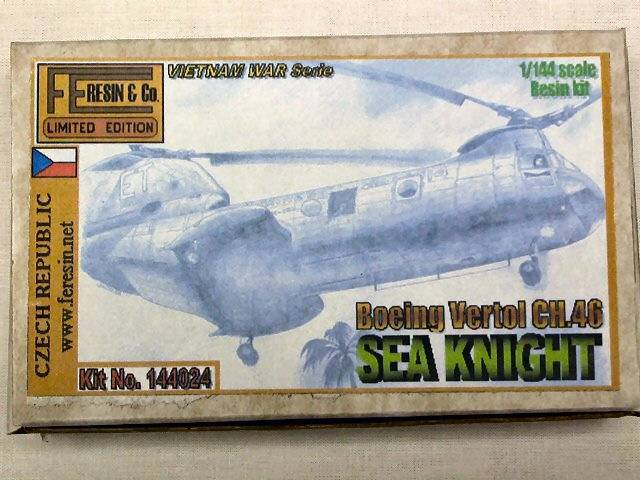 FE RESIN & Co.
LIMITED EDITION
VIETNAM WAR Serie
1/144 scale
Resin kit
CZECH REPUBLIC
www.feresin.net
ET
Boeing Vertol CH.46
SEA KNIGHT
Kit No. 144024